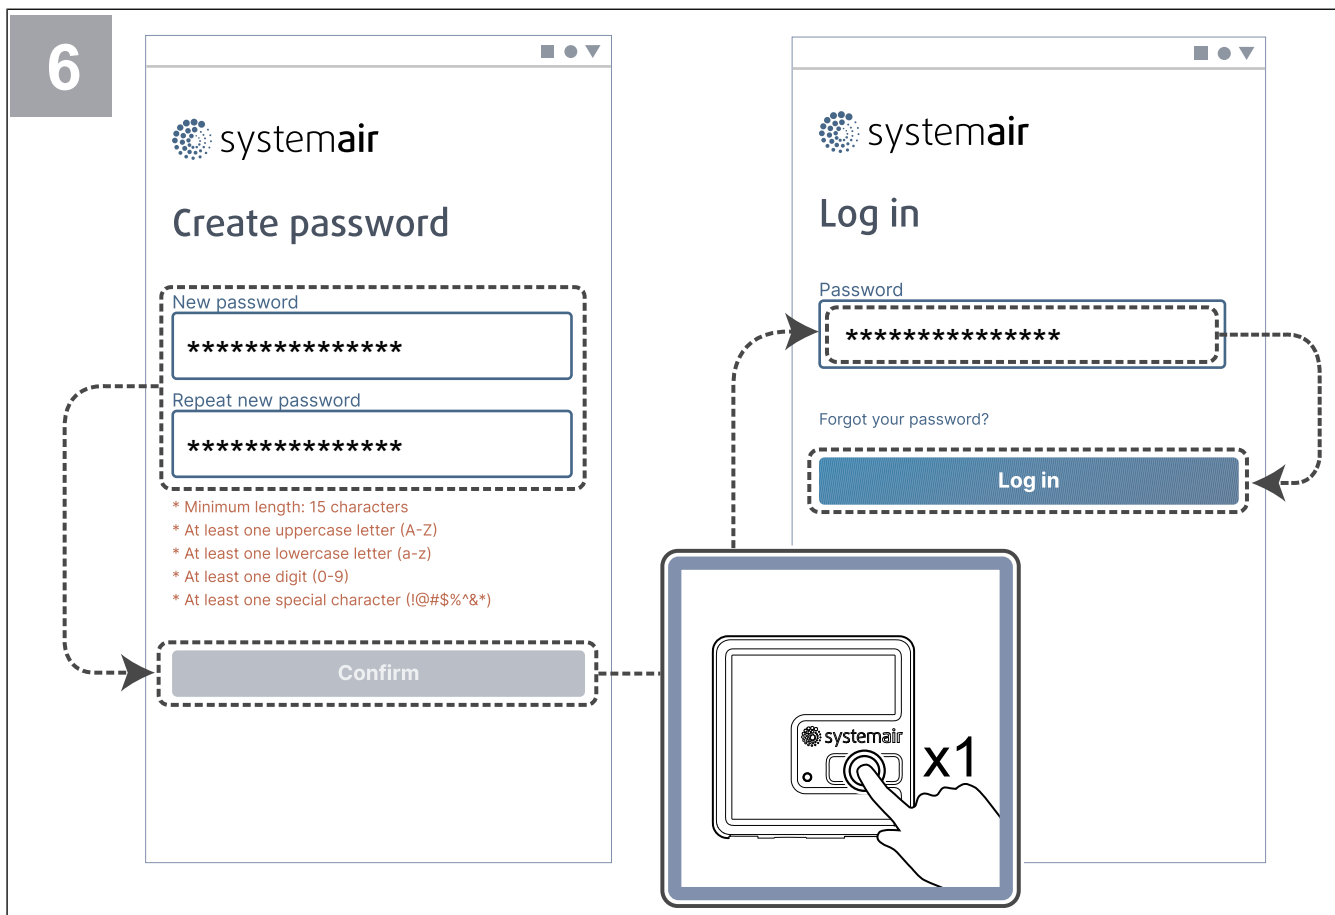 6
systemair
Create password
New password
***************
Repeat new password
***************
* Minimum length: 15 characters
* At least one uppercase letter (A-Z)
* At least one lowercase letter (a-z)
* At least one digit (0-9)
* At least one special character (!@#$%^&*)
Confirm
systemair
x1
systemair
Log in
Password
***************
Forgot your password?
Log in